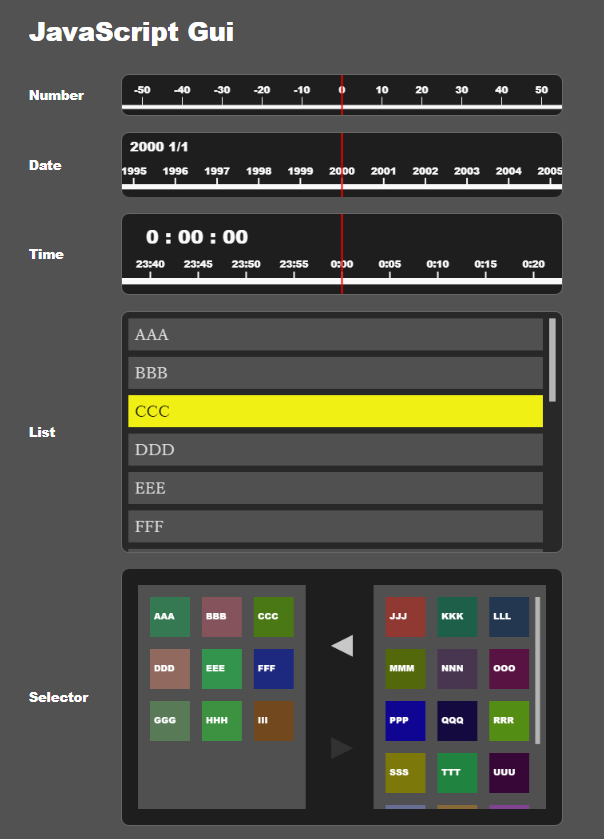 JavaScript Gui
Number
-50 -40 -30 -20 -10 0 10 20 30 40 50
Date
2000 1/1
1995 1996 1997 1998 1999 2000 2001 2002 2003 2004 2005
Time
0 : 00 : 00
23:40 23:45 23:50 23:55 0:00 0:05 0:10 0:15 0:20
List
AAA
BBB
CCC
DDD
EEE
FFF
Selector
AAA BBB CCC
DDD EEE FFF
GGG HHH III
JJJ KKK LLL
MMM NNN OOO
PPP QQQ RRR
SSS TTT UUU